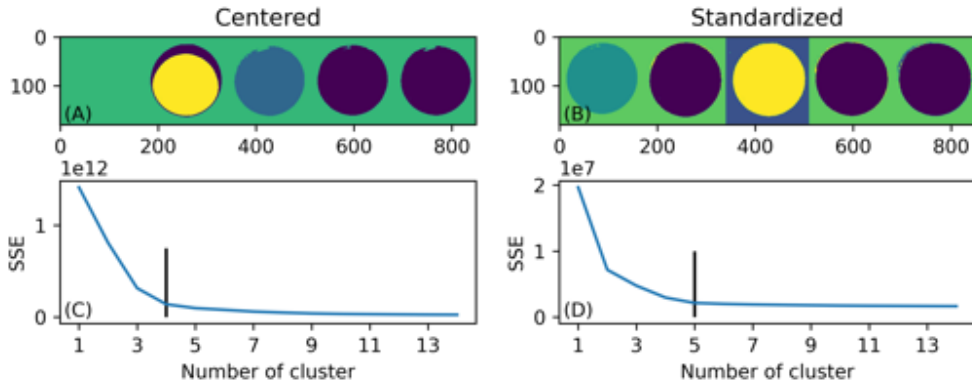 Centered
Standardized
0
100
(A)
0 200 400 600 800
0
100
(B)
0 200 400 600 800
1e12
SSE
1
0
(C)
1 3 5 7 9 11 13
Number of cluster
1e7
SSE
2
1
0
(D)
1 3 5 7 9 11 13
Number of cluster